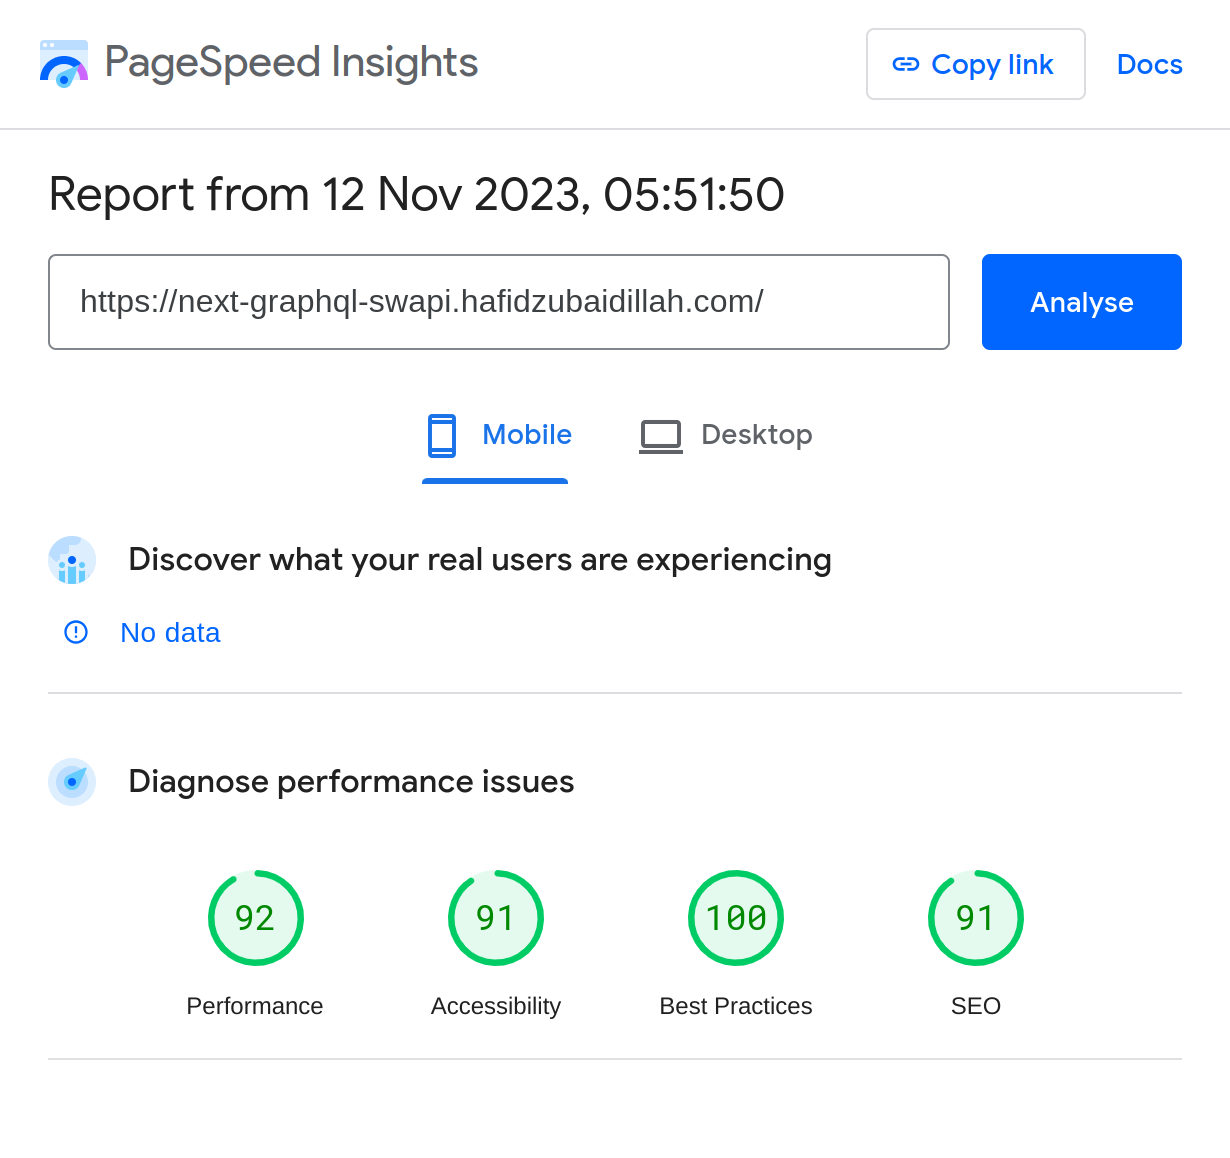 PageSpeed Insights
Copy link
Docs
Report from 12 Nov 2023, 05:51:50
https://next-graphql-swapi.hafidzubaidillah.com/
Analyse
Mobile
Desktop
Discover what your real users are experiencing
No data
Diagnose performance issues
92
91
100
91
Performance
Accessibility
Best Practices
SEO